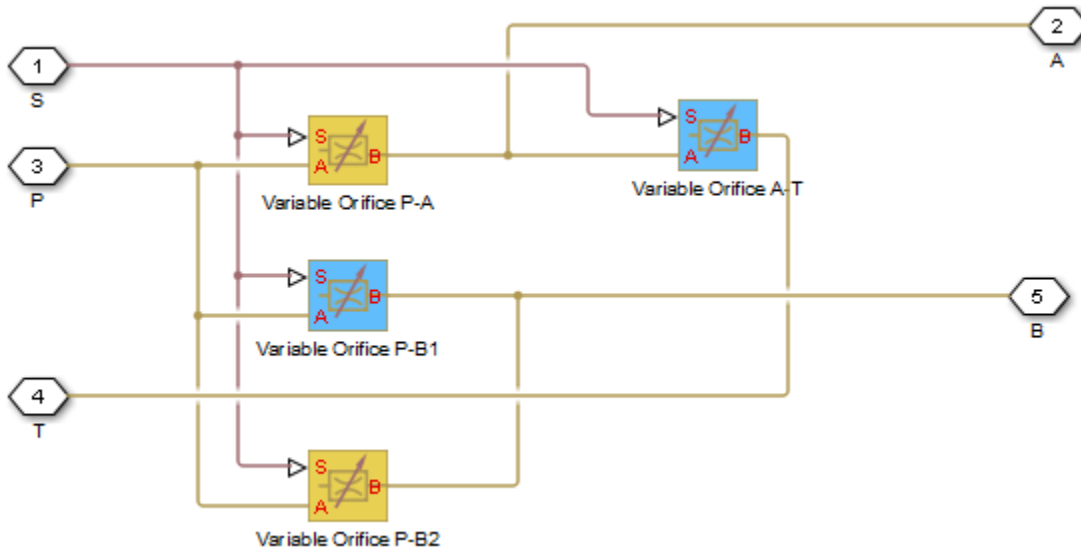 2
A
1
S
S
A
B
Variable Orifice P-A
S
A
B
Variable Orifice A-T
3
P
S
A
B
Variable Orifice P-B1
5
B
4
T
S
A
B
Variable Orifice P-B2